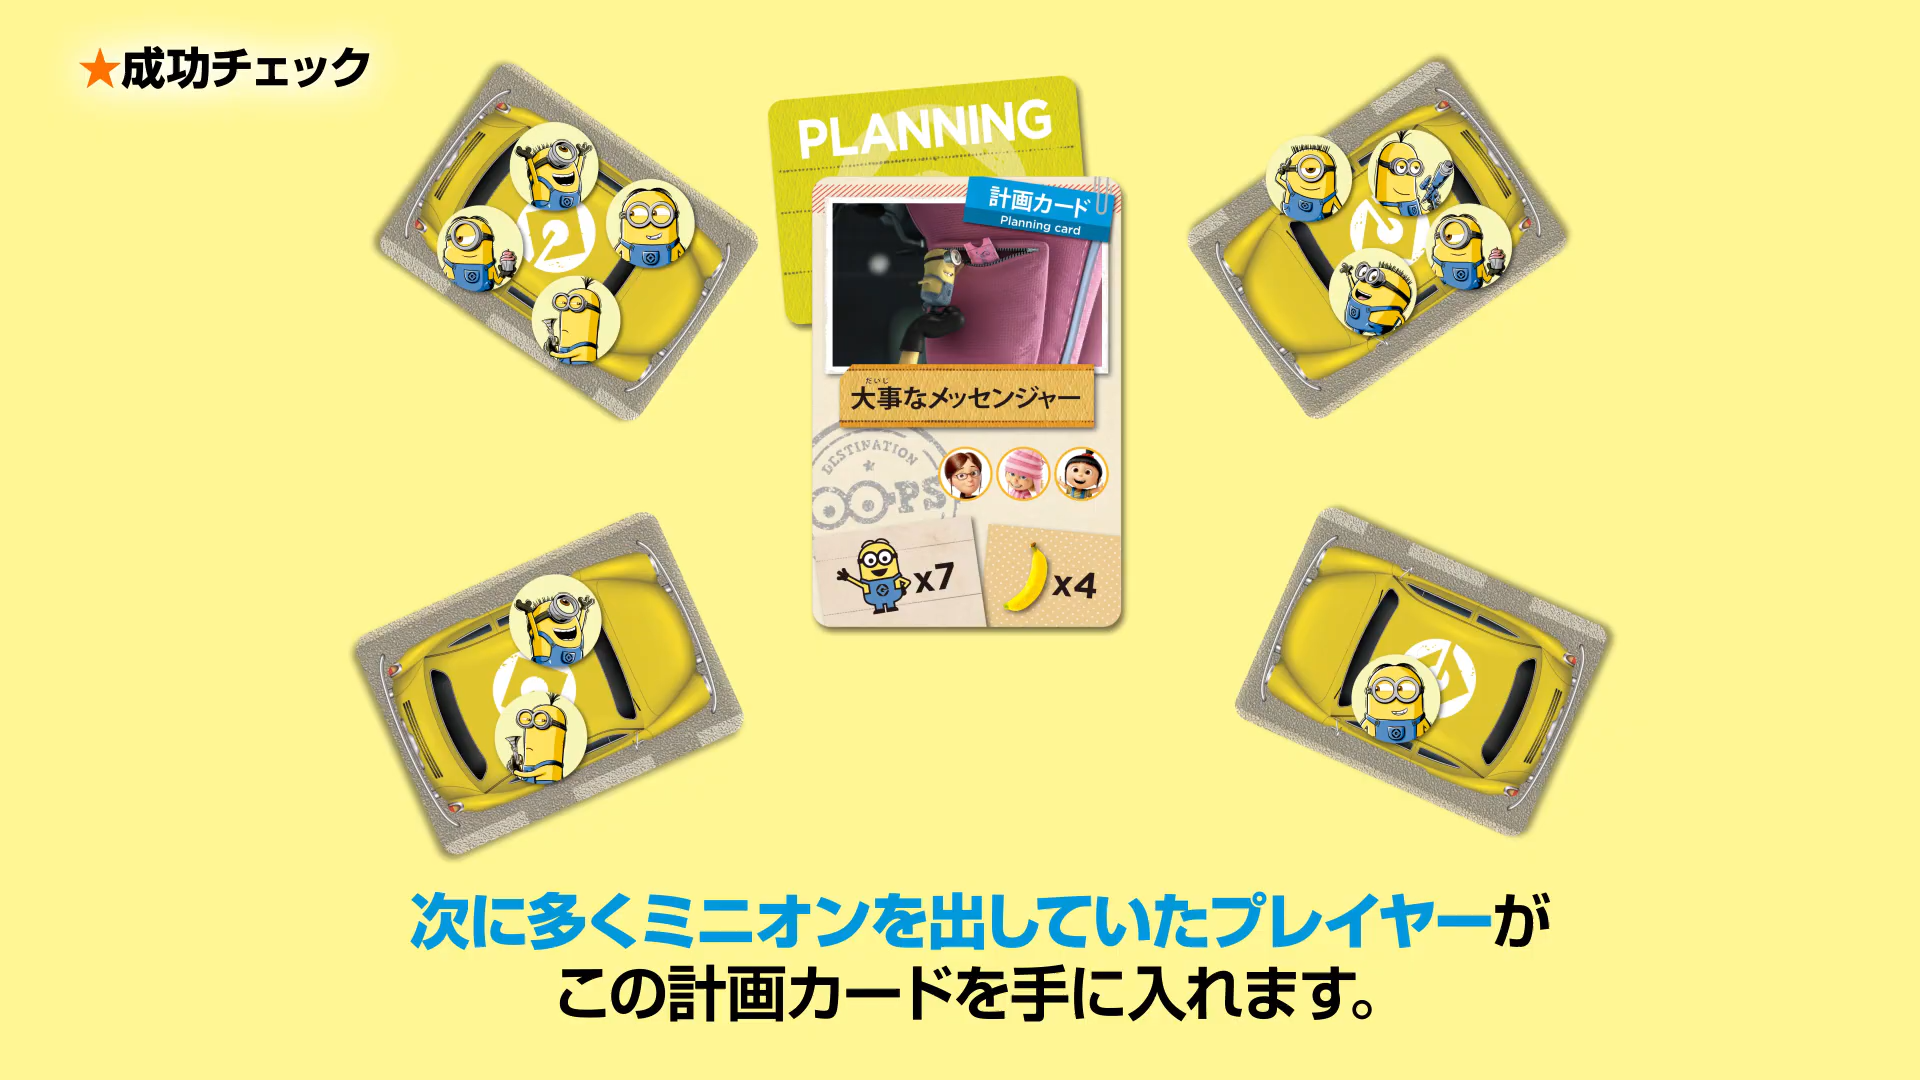 ★成功チェック
PLANNING
計画カード
Planning card
だいじ
大事なメッセンジャー
DESTINATION
OOPS
x7
x4
次に多くミニオンを出していたプレイヤーが
この計画カードを手に入れます。